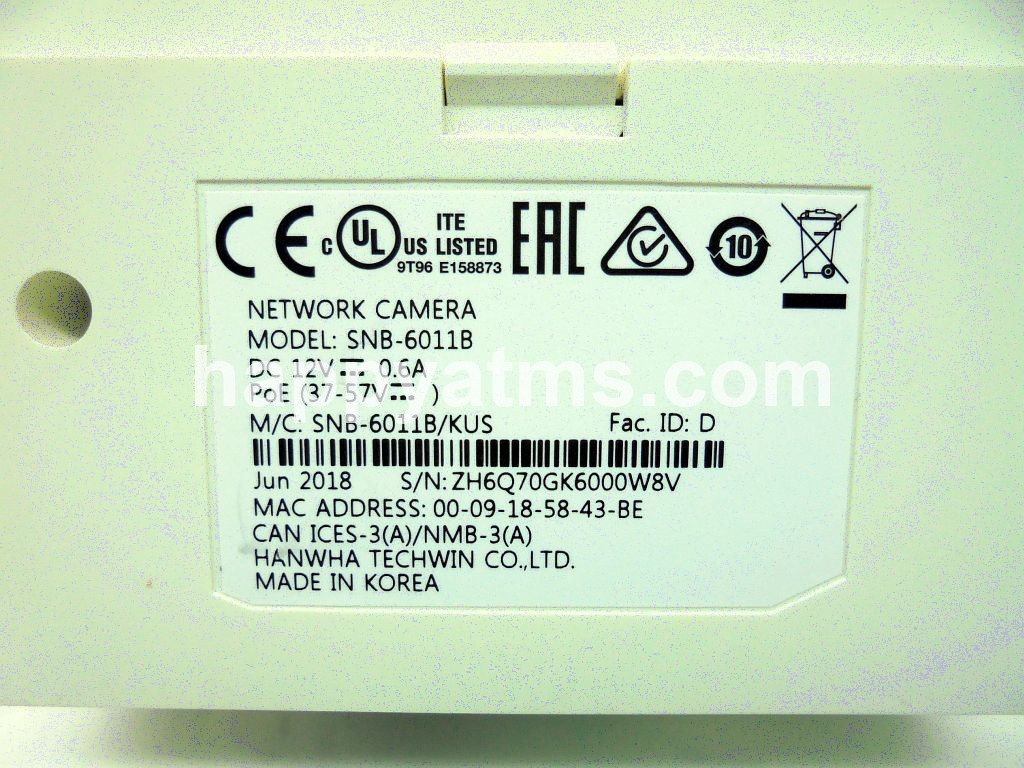 CE c UL US ITE LISTED EAC 10
9T96 E158873
NETWORK CAMERA
MODEL: SNB-6011B
DC 12V 0.6A
PoE (37-57V )
happyatms.com
M/C: SNB-6011B/KUS Fac. ID: D
Jun 2018 S/N: ZH6Q70GK6000W8V
MAC ADDRESS: 00-09-18-58-43-BE
CAN ICES-3(A)/NMB-3(A)
HANWHA TECHWIN CO.,LTD.
MADE IN KOREA